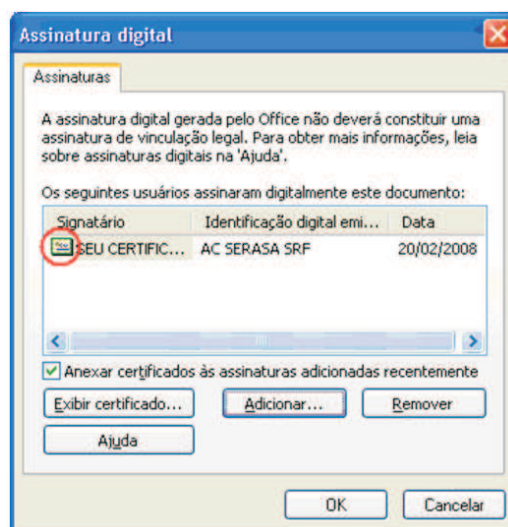 Assinatura digital
Assinaturas
A assinatura digital gerada pelo Office não deverá constituir uma
assinatura de vinculação legal. Para obter mais informações, leia
sobre assinaturas digitais na 'Ajuda'.
Os seguintes usuários assinaram digitalmente este documento:
Signatário Identificação digital emi... Data
SEU CERTIFIC... AC SERASA SRF 20/02/2008
Anexar certificados às assinaturas adicionadas recentemente
Exibir certificado... Adicionar... Remover
Ajuda
OK Cancelar